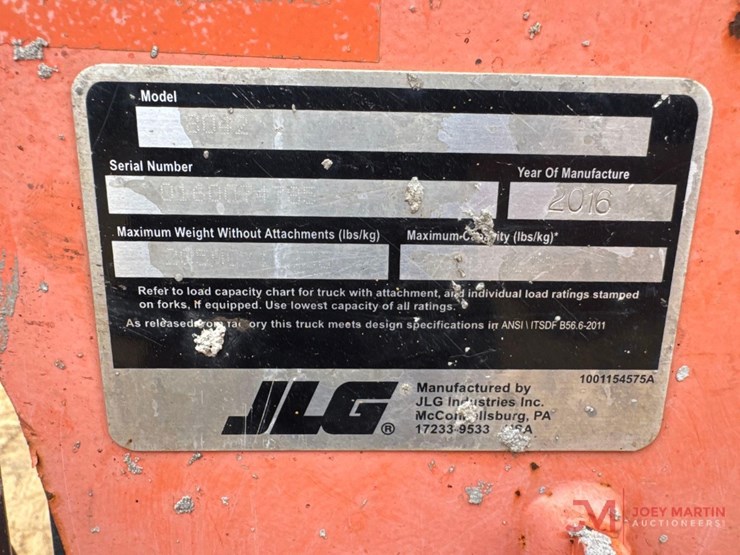 Model
Serial Number
Year Of Manufacture
2016
Maximum Weight Without Attachments (lbs/kg)
Maximum Capacity (lbs/kg)*
Refer to load capacity chart for truck with attachment, and individual load ratings stamped
on forks, if equipped. Use lowest capacity of all ratings.
As released from factory this truck meets design specifications in ANSI \ ITSDF B56.6-2011
JLG ®
Manufactured by
JLG Industries Inc.
McConnellsburg, PA
17233-9533 USA
1001154575A
JM JOEY MARTIN
AUCTIONEERS!